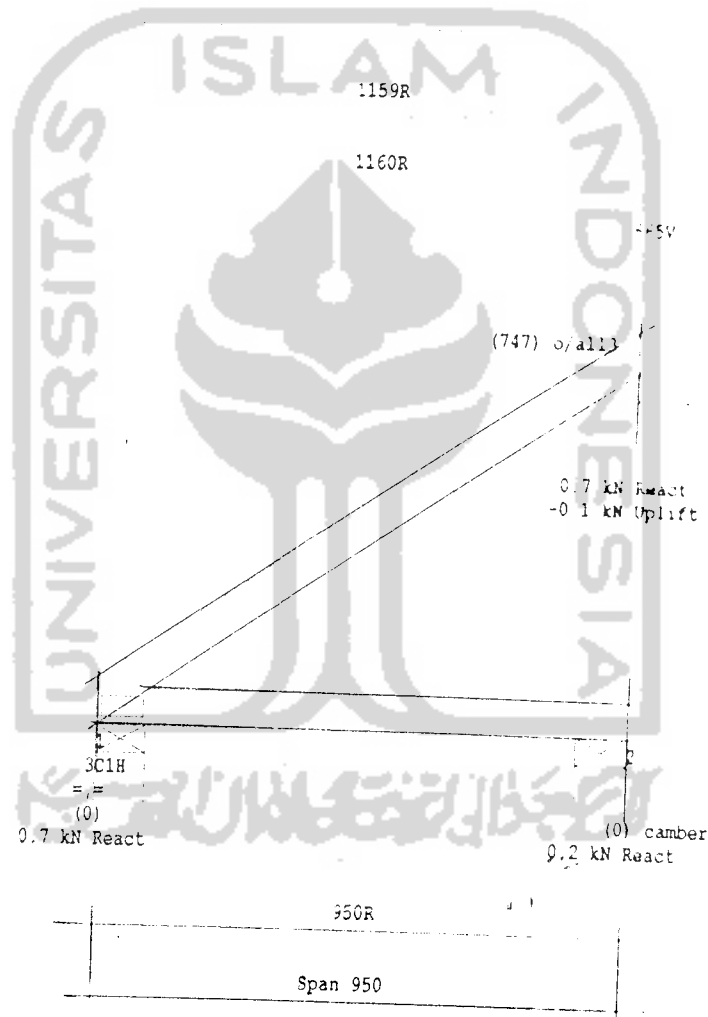 ISLAM
UNIVERSITAS
INDONESIA
1159R
1160R
(747) o/all
0.7 kN React
-0.1 kN Uplift
3C1H
=,=
(0)
0.7 kN React
(0) camber
0.2 kN React
950R
Span 950